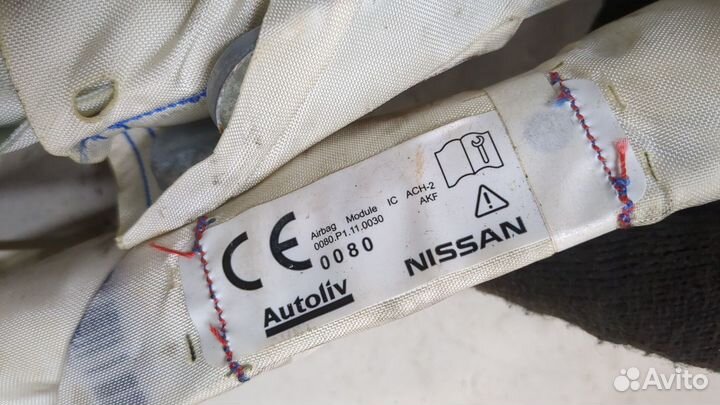 CE
Airbag Module IC ACH-2
0080.P1.11.0030 AKF
0080
Autoliv
NISSAN
Avito